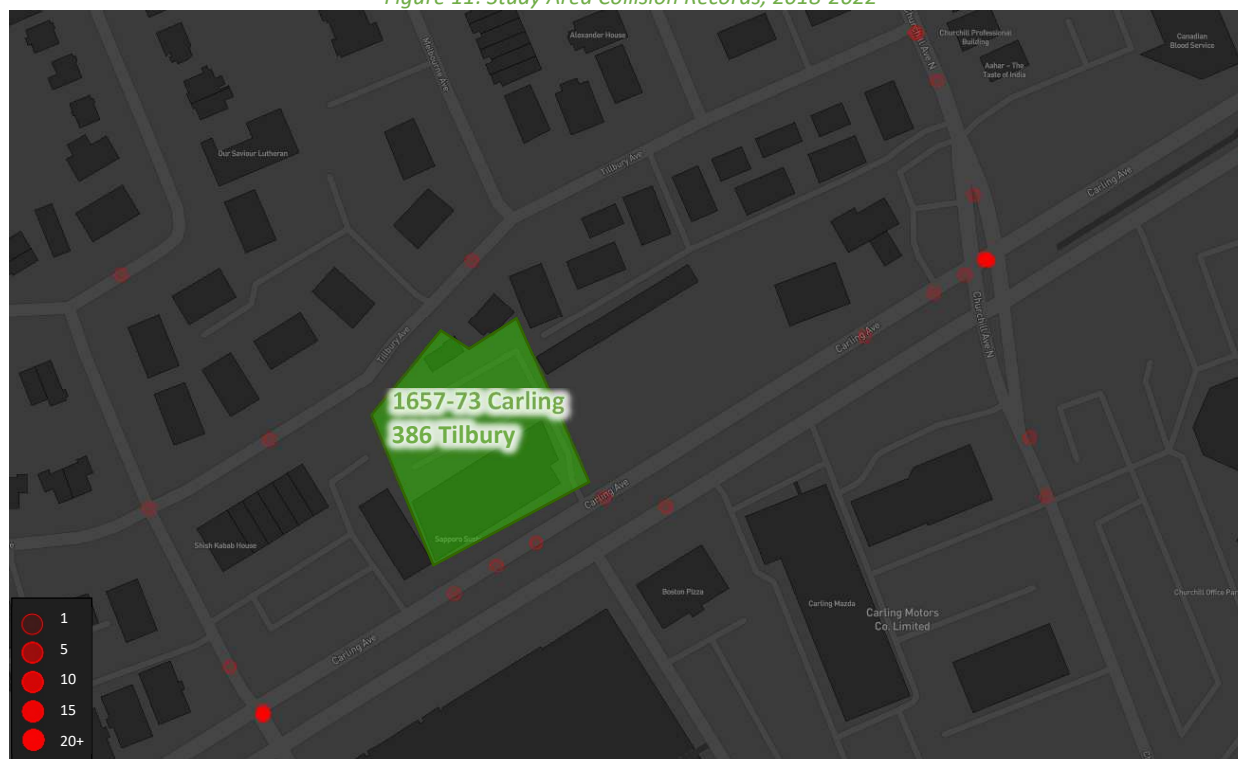 Figure 11: Study Area Collision Records, 2018-2022
Alexander House
Churchill Ave N
Churchill Professional
Building
Canadian
Blood Service
Aahar – The
Taste of India
Melbourne Ave
Our Saviour Lutheran
Tillbury Ave
Carling Ave
Churchill Ave N
Carling Ave
Tillbury Ave
1657-73 Carling
386 Tilbury
Carling Ave
Sapporo Sushi
Shish Kabab House
Boston Pizza
Carling Mazda
Carling Motors
Co. Limited
Churchill Office Par
Carling Ave
1
5
10
15
20+